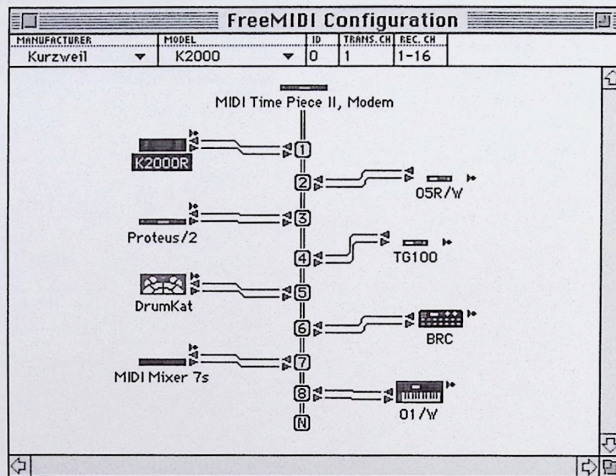 FreeMIDI Configuration
MANUFACTURER MODEL ID TRANS.CH REC. CH
Kurzweil K2000 0 1 1-16
MIDI Time Piece II, Modem
1
K2000R
2
05R/W
3
Proteus/2
4
TG100
5
DrumKat
6
BRC
7
MIDI Mixer 7s
8
01/W
N